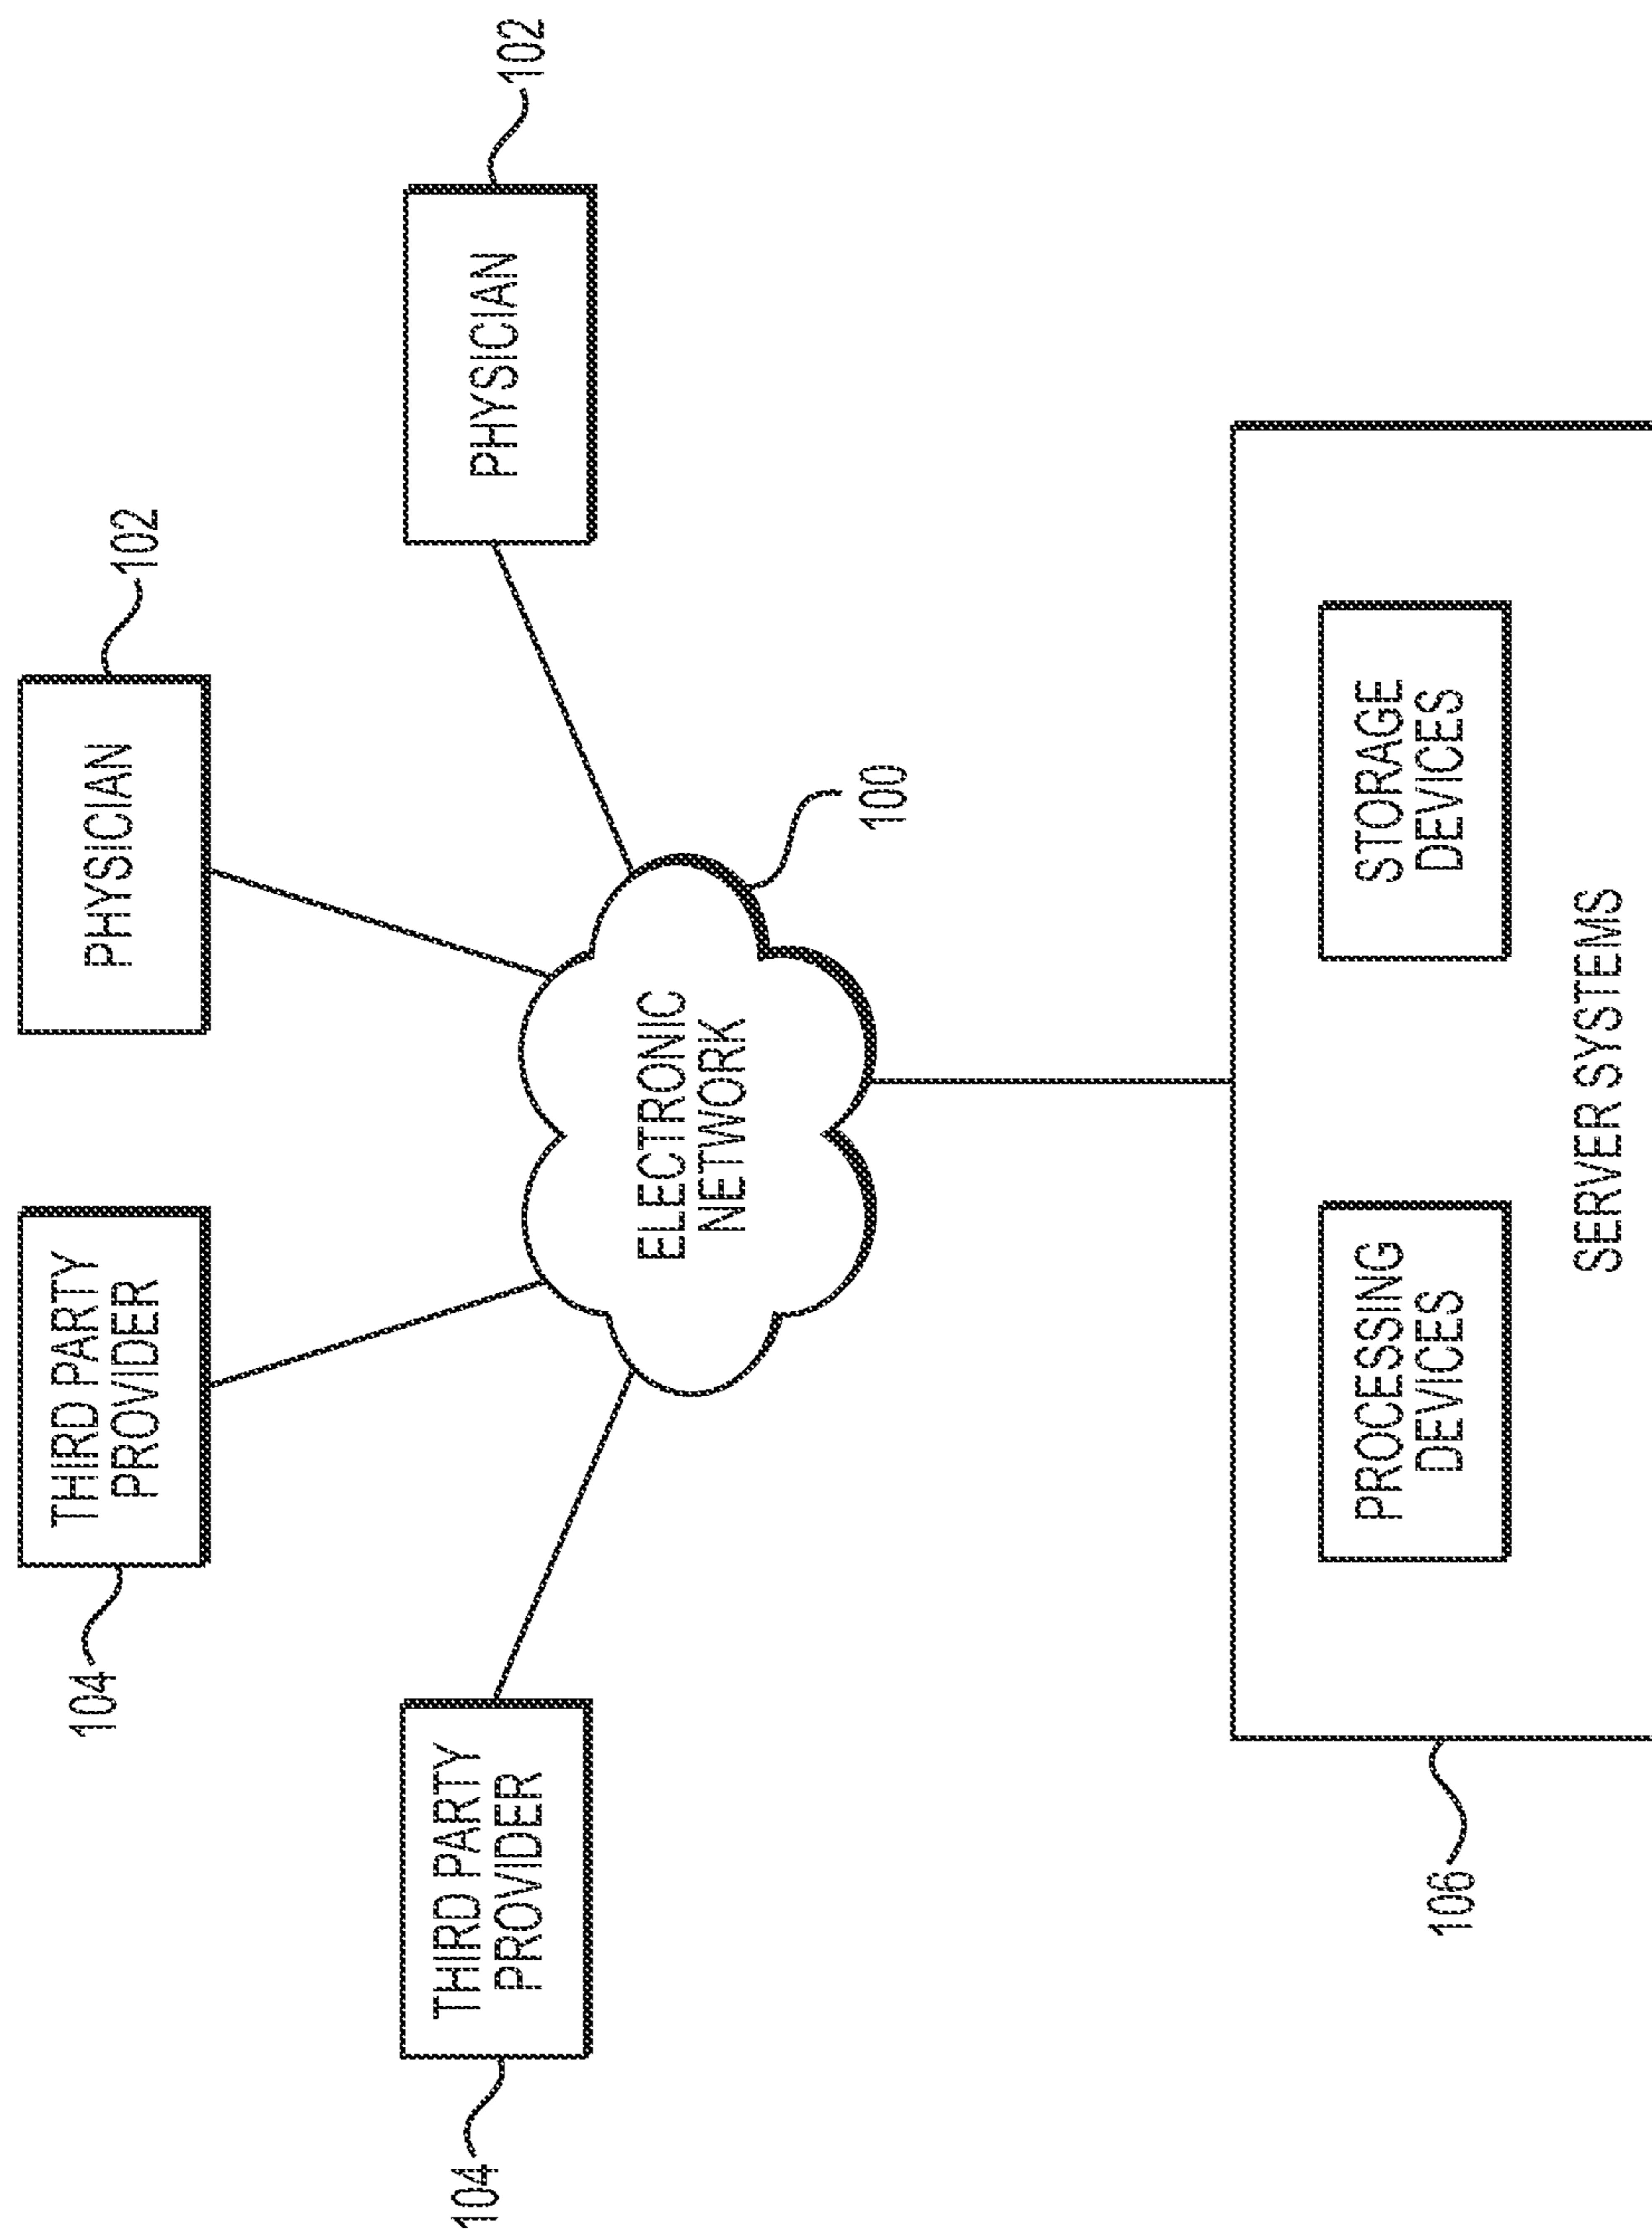 THIRD PARTY
PROVIDER
104
PHYSICIAN
102
THIRD PARTY
PROVIDER
104
PHYSICIAN
102
ELECTRONIC
NETWORK
100
106
PROCESSING
DEVICES
STORAGE
DEVICES
SERVER SYSTEMS